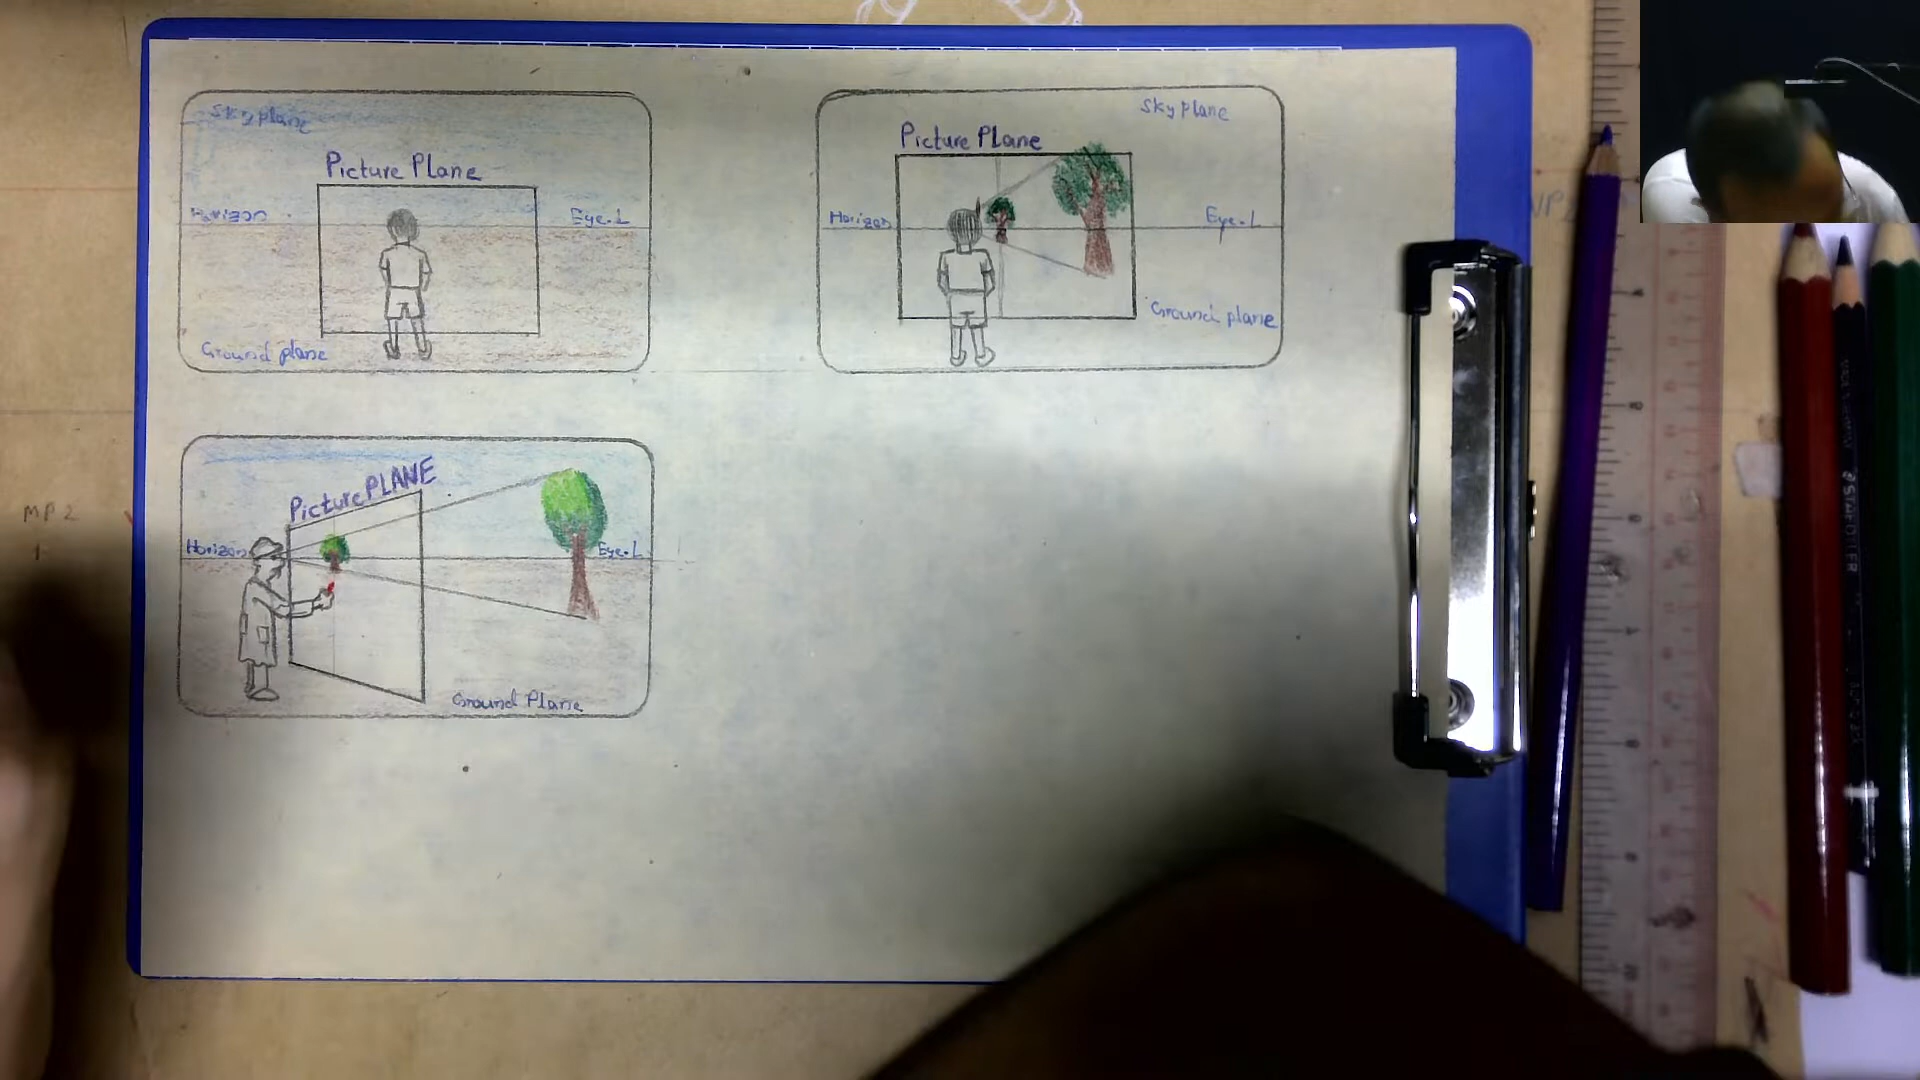 Sky plane
Picture Plane
Horizon
Eye.L
Ground plane
Sky plane
Picture Plane
Horizon
Eye.L
Ground plane
Picture PLANE
Horizon
Eye.L
Ground Plane
MP2